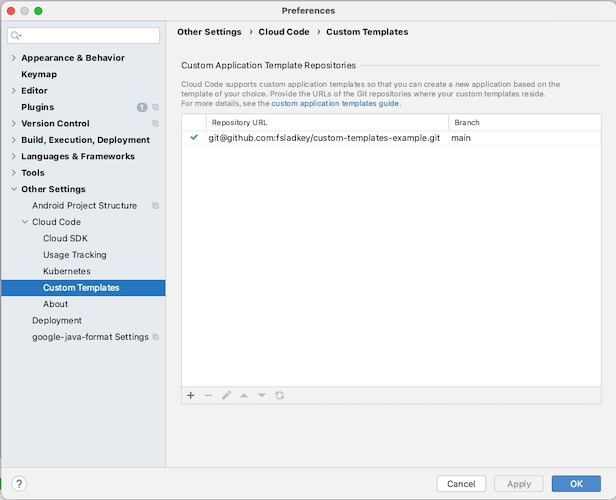 Preferences
Other Settings > Cloud Code > Custom Templates
Appearance & Behavior
Keymap
Editor
Plugins 1
Version Control
Build, Execution, Deployment
Languages & Frameworks
Tools
Other Settings
Android Project Structure
Cloud Code
Cloud SDK
Usage Tracking
Kubernetes
Custom Templates
About
Deployment
google-java-format Settings
Custom Application Template Repositories
Cloud Code supports custom application templates so that you can create a new application based on the
template of your choice. Provide the URLs of the Git repositories where your custom templates reside.
For more details, see the custom application templates guide.
Repository URL Branch
git@github.com:fsladkey/custom-templates-example.git main
?
Cancel Apply OK